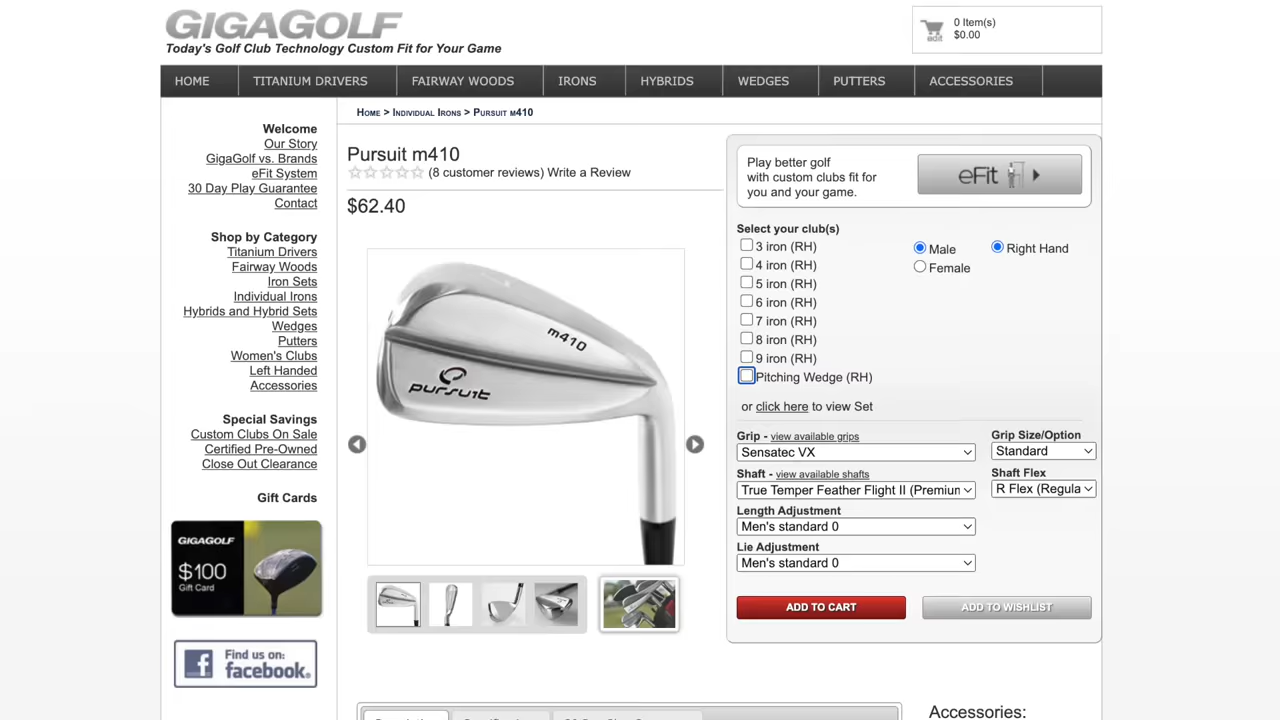 GIGAGOLF
Today's Golf Club Technology Custom Fit for Your Game
0 Item(s)
$0.00
edit
HOME
TITANIUM DRIVERS
FAIRWAY WOODS
IRONS
HYBRIDS
WEDGES
PUTTERS
ACCESSORIES
Home > Individual Irons > Pursuit m410
Welcome
Our Story
GigaGolf vs. Brands
eFit System
30 Day Play Guarantee
Contact
Shop by Category
Titanium Drivers
Fairway Woods
Iron Sets
Individual Irons
Hybrids and Hybrid Sets
Wedges
Putters
Women's Clubs
Left Handed
Accessories
Special Savings
Custom Clubs On Sale
Certified Pre-Owned
Close Out Clearance
Gift Cards
GIGAGOLF
$100
Gift Card
Find us on:
facebook.
Pursuit m410
(8 customer reviews) Write a Review
$62.40
m410
pursuit
Play better golf
with custom clubs fit for
you and your game.
eFit
Select your club(s)
3 iron (RH)
4 iron (RH)
5 iron (RH)
6 iron (RH)
7 iron (RH)
8 iron (RH)
9 iron (RH)
Pitching Wedge (RH)
Male
Female
Right Hand
or click here to view Set
Grip - view available grips
Sensatec VX
Grip Size/Option
Standard
Shaft - view available shafts
True Temper Feather Flight II (Premium
Shaft Flex
R Flex (Regula
Length Adjustment
Men's standard 0
Lie Adjustment
Men's standard 0
ADD TO CART
ADD TO WISHLIST
Accessories: